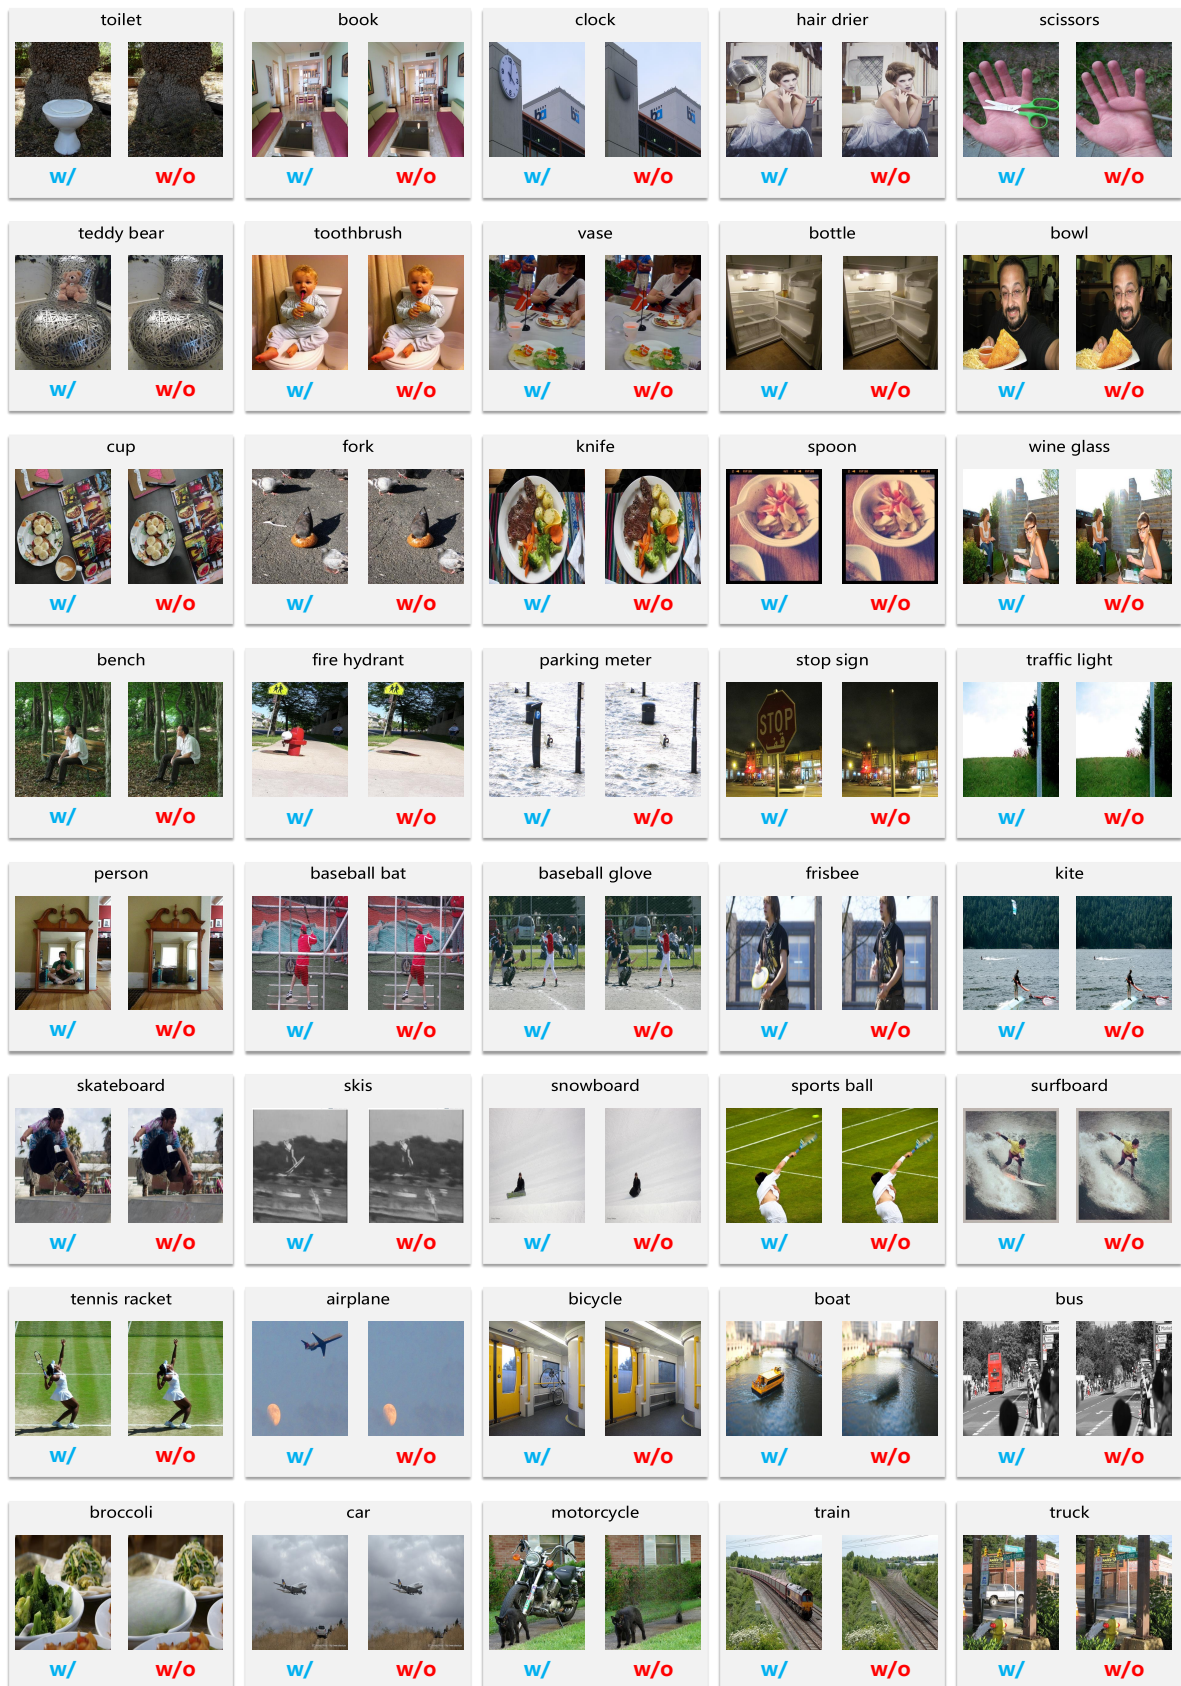 toilet book clock hair drier scissors
w/ w/o w/ w/o w/ w/o w/ w/o w/ w/o
teddy bear toothbrush vase bottle bowl
w/ w/o w/ w/o w/ w/o w/ w/o w/ w/o
cup fork knife spoon wine glass
w/ w/o w/ w/o w/ w/o w/ w/o w/ w/o
bench fire hydrant parking meter stop sign traffic light
STOP
w/ w/o w/ w/o w/ w/o w/ w/o w/ w/o
person baseball bat baseball glove frisbee kite
w/ w/o w/ w/o w/ w/o w/ w/o w/ w/o
skateboard skis snowboard sports ball surfboard
w/ w/o w/ w/o w/ w/o w/ w/o w/ w/o
tennis racket airplane bicycle boat bus
w/ w/o w/ w/o w/ w/o w/ w/o w/ w/o
broccoli car motorcycle train truck
w/ w/o w/ w/o w/ w/o w/ w/o w/ w/o